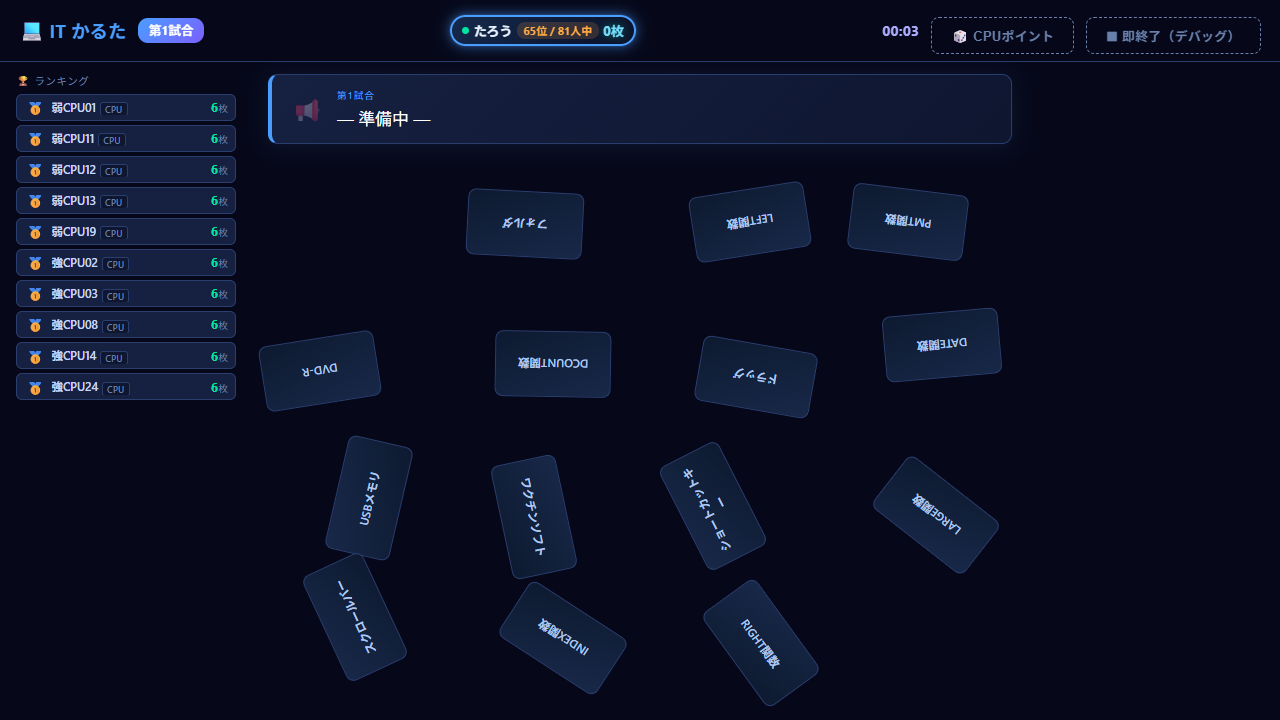 IT かるた
第1試合
たろう 65位 / 81人中 0枚
00:03
CPUポイント
即終了（デバッグ）
ランキング
弱CPU01 CPU 6枚
弱CPU11 CPU 6枚
弱CPU12 CPU 6枚
弱CPU13 CPU 6枚
弱CPU19 CPU 6枚
強CPU02 CPU 6枚
強CPU03 CPU 6枚
強CPU08 CPU 6枚
強CPU14 CPU 6枚
強CPU24 CPU 6枚
第1試合
— 準備中 —
フォルダ
LEFT関数
PMT関数
DVD-R
DCOUNT関数
ドラッグ
DATE関数
USBメモリ
ワクチンソフト
ショートカットキ
ー
LARGE関数
スクロールバー
INDEX関数
RIGHT関数